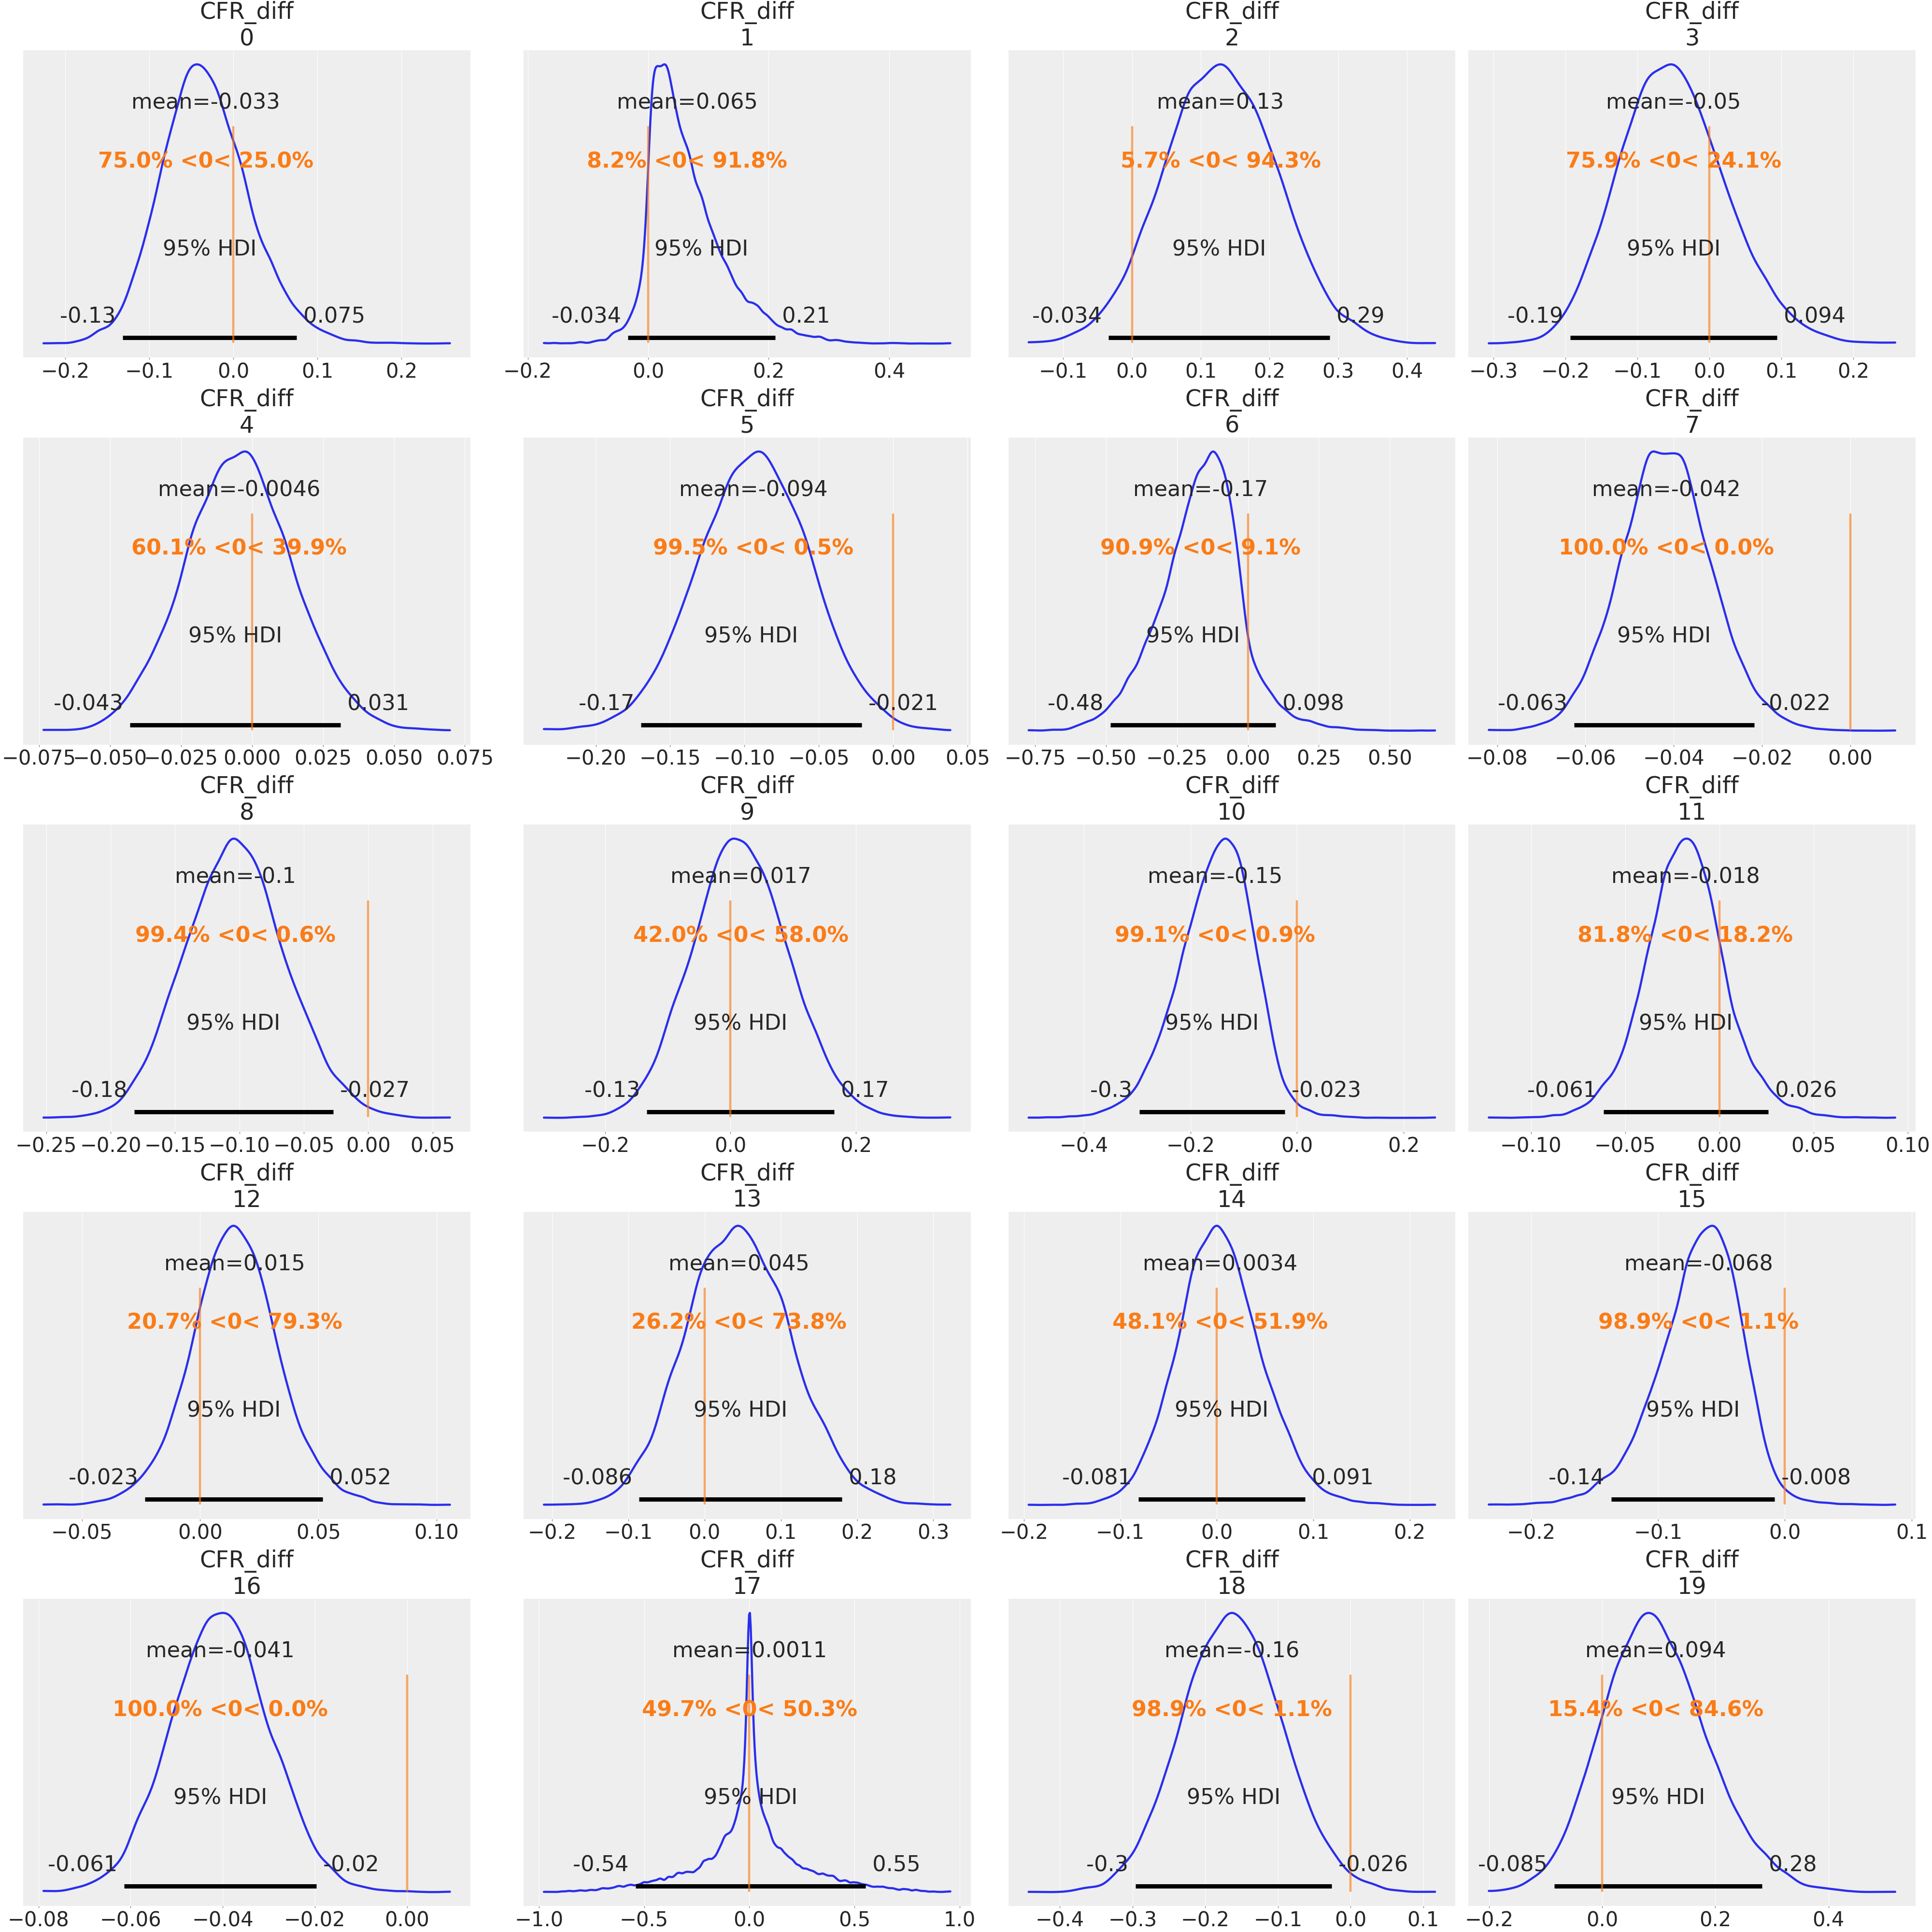 CFR_diff CFR_diff CFR_diff CFR_diff
0 1 2 3
mean=-0.033 mean=0.065 mean=0.13 mean=-0.05
75.0% <0< 25.0% 8.2% <0< 91.8% 5.7% <0< 94.3% 75.9% <0< 24.1%
95% HDI 95% HDI 95% HDI 95% HDI
-0.13 0.075 -0.034 0.21 -0.034 0.29 -0.19 0.094
−0.2 −0.1 0.0 0.1 0.2 −0.2 0.0 0.2 0.4 −0.1 0.0 0.1 0.2 0.3 0.4 −0.3 −0.2 −0.1 0.0 0.1 0.2
CFR_diff CFR_diff CFR_diff CFR_diff
4 5 6 7
mean=-0.0046 mean=-0.094 mean=-0.17 mean=-0.042
60.1% <0< 39.9% 99.5% <0< 0.5% 90.9% <0< 9.1% 100.0% <0< 0.0%
95% HDI 95% HDI 95% HDI 95% HDI
-0.043 0.031 -0.17 -0.021 -0.48 0.098 -0.063 -0.022
−0.075 −0.050 −0.025 0.000 0.025 0.050 0.075 −0.20 −0.15 −0.10 −0.05 0.00 0.05 −0.75 −0.50 −0.25 0.00 0.25 0.50 −0.08 −0.06 −0.04 −0.02 0.00
CFR_diff CFR_diff CFR_diff CFR_diff
8 9 10 11
mean=-0.1 mean=0.017 mean=-0.15 mean=-0.018
99.4% <0< 0.6% 42.0% <0< 58.0% 99.1% <0< 0.9% 81.8% <0< 18.2%
95% HDI 95% HDI 95% HDI 95% HDI
-0.18 -0.027 -0.13 0.17 -0.3 -0.023 -0.061 0.026
−0.25 −0.20 −0.15 −0.10 −0.05 0.00 0.05 −0.2 0.0 0.2 −0.4 −0.2 0.0 0.2 −0.10 −0.05 0.00 0.05 0.10
CFR_diff CFR_diff CFR_diff CFR_diff
12 13 14 15
mean=0.015 mean=0.045 mean=0.0034 mean=-0.068
20.7% <0< 79.3% 26.2% <0< 73.8% 48.1% <0< 51.9% 98.9% <0< 1.1%
95% HDI 95% HDI 95% HDI 95% HDI
-0.023 0.052 -0.086 0.18 -0.081 0.091 -0.14 -0.008
−0.05 0.00 0.05 0.10 −0.2 −0.1 0.0 0.1 0.2 0.3 −0.2 −0.1 0.0 0.1 0.2 −0.2 −0.1 0.0 0.1
CFR_diff CFR_diff CFR_diff CFR_diff
16 17 18 19
mean=-0.041 mean=0.0011 mean=-0.16 mean=0.094
100.0% <0< 0.0% 49.7% <0< 50.3% 98.9% <0< 1.1% 15.4% <0< 84.6%
95% HDI 95% HDI 95% HDI 95% HDI
-0.061 -0.02 -0.54 0.55 -0.3 -0.026 -0.085 0.28
−0.08 −0.06 −0.04 −0.02 0.00 −1.0 −0.5 0.0 0.5 1.0 −0.4 −0.3 −0.2 −0.1 0.0 0.1 −0.2 0.0 0.2 0.4